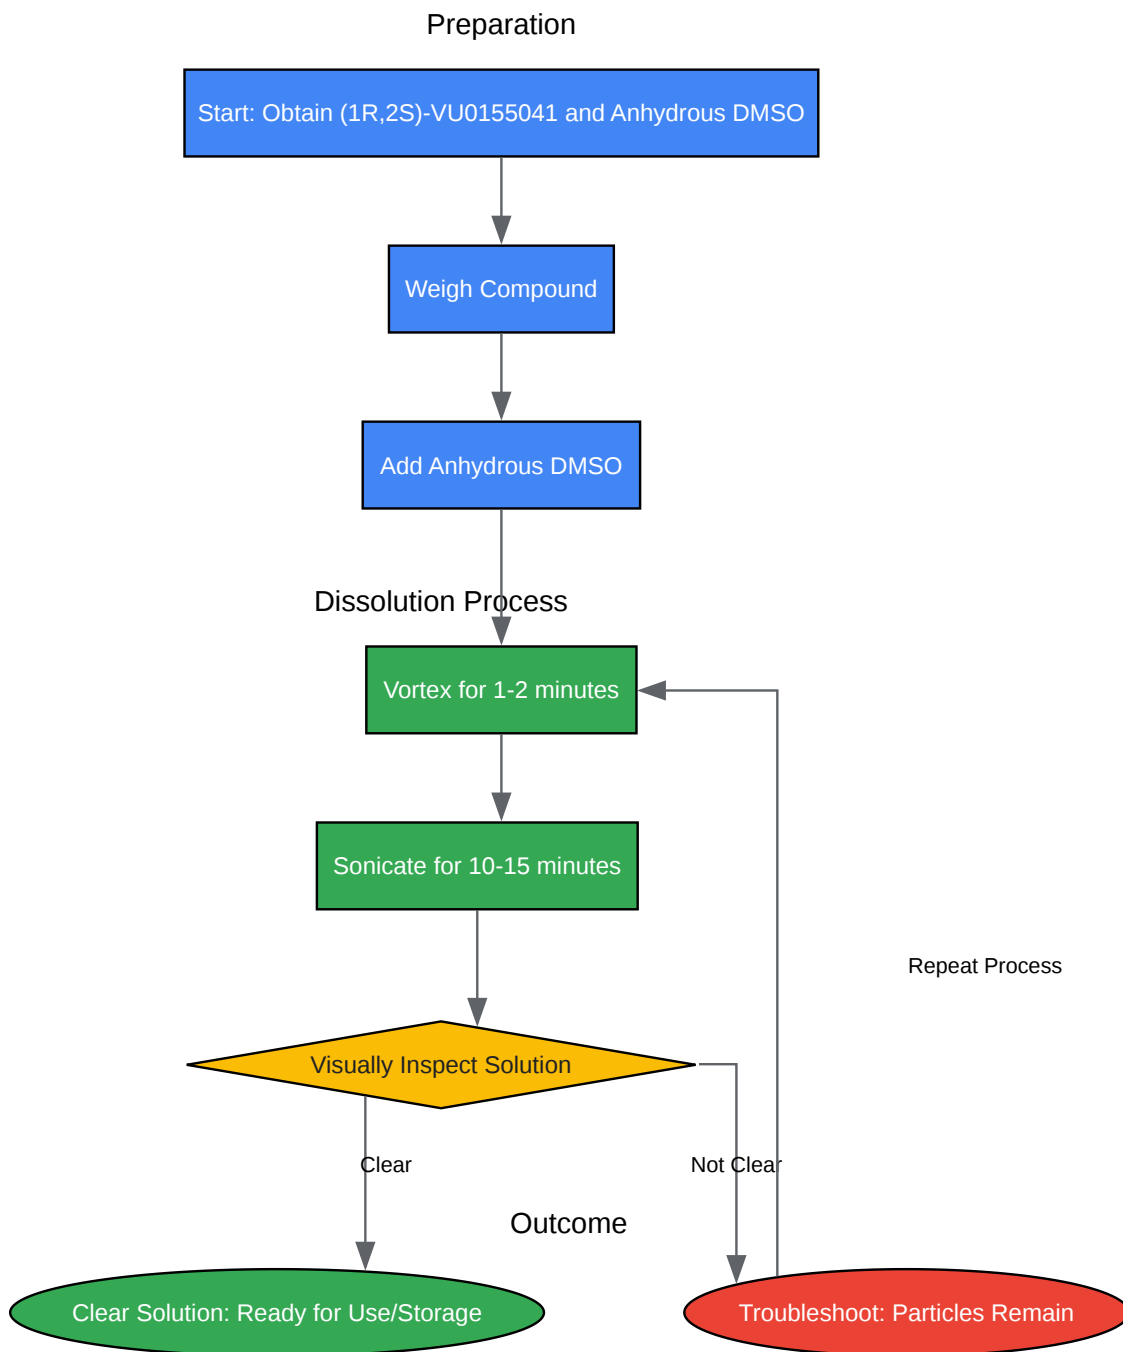 Preparation
Start: Obtain (1R,2S)-VU0155041 and Anhydrous DMSO
Weigh Compound
Add Anhydrous DMSO
Dissolution Process
Vortex for 1-2 minutes
Sonicate for 10-15 minutes
Repeat Process
Visually Inspect Solution
Clear
Not Clear
Outcome
Clear Solution: Ready for Use/Storage
Troubleshoot: Particles Remain